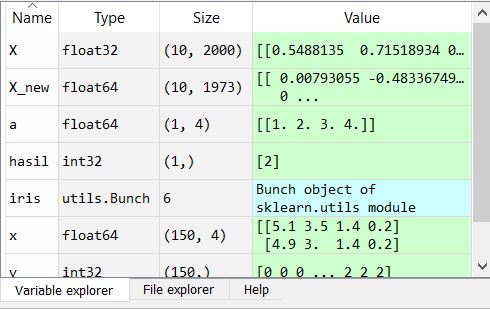 Name Type Size Value
X float32 (10, 2000) [[0.5488135 0.71518934 0…
X_new float64 (10, 1973) [[ 0.00793055 -0.48336749…
0 ...
a float64 (1, 4) [[1. 2. 3. 4.]]
hasil int32 (1,) [2]
iris utils.Bunch 6 Bunch object of
sklearn.utils module
x float64 (150, 4) [[5.1 3.5 1.4 0.2]
[4.9 3. 1.4 0.2]
y int32 (150,) [0 0 0 ... 2 2 2]
Variable explorer File explorer Help